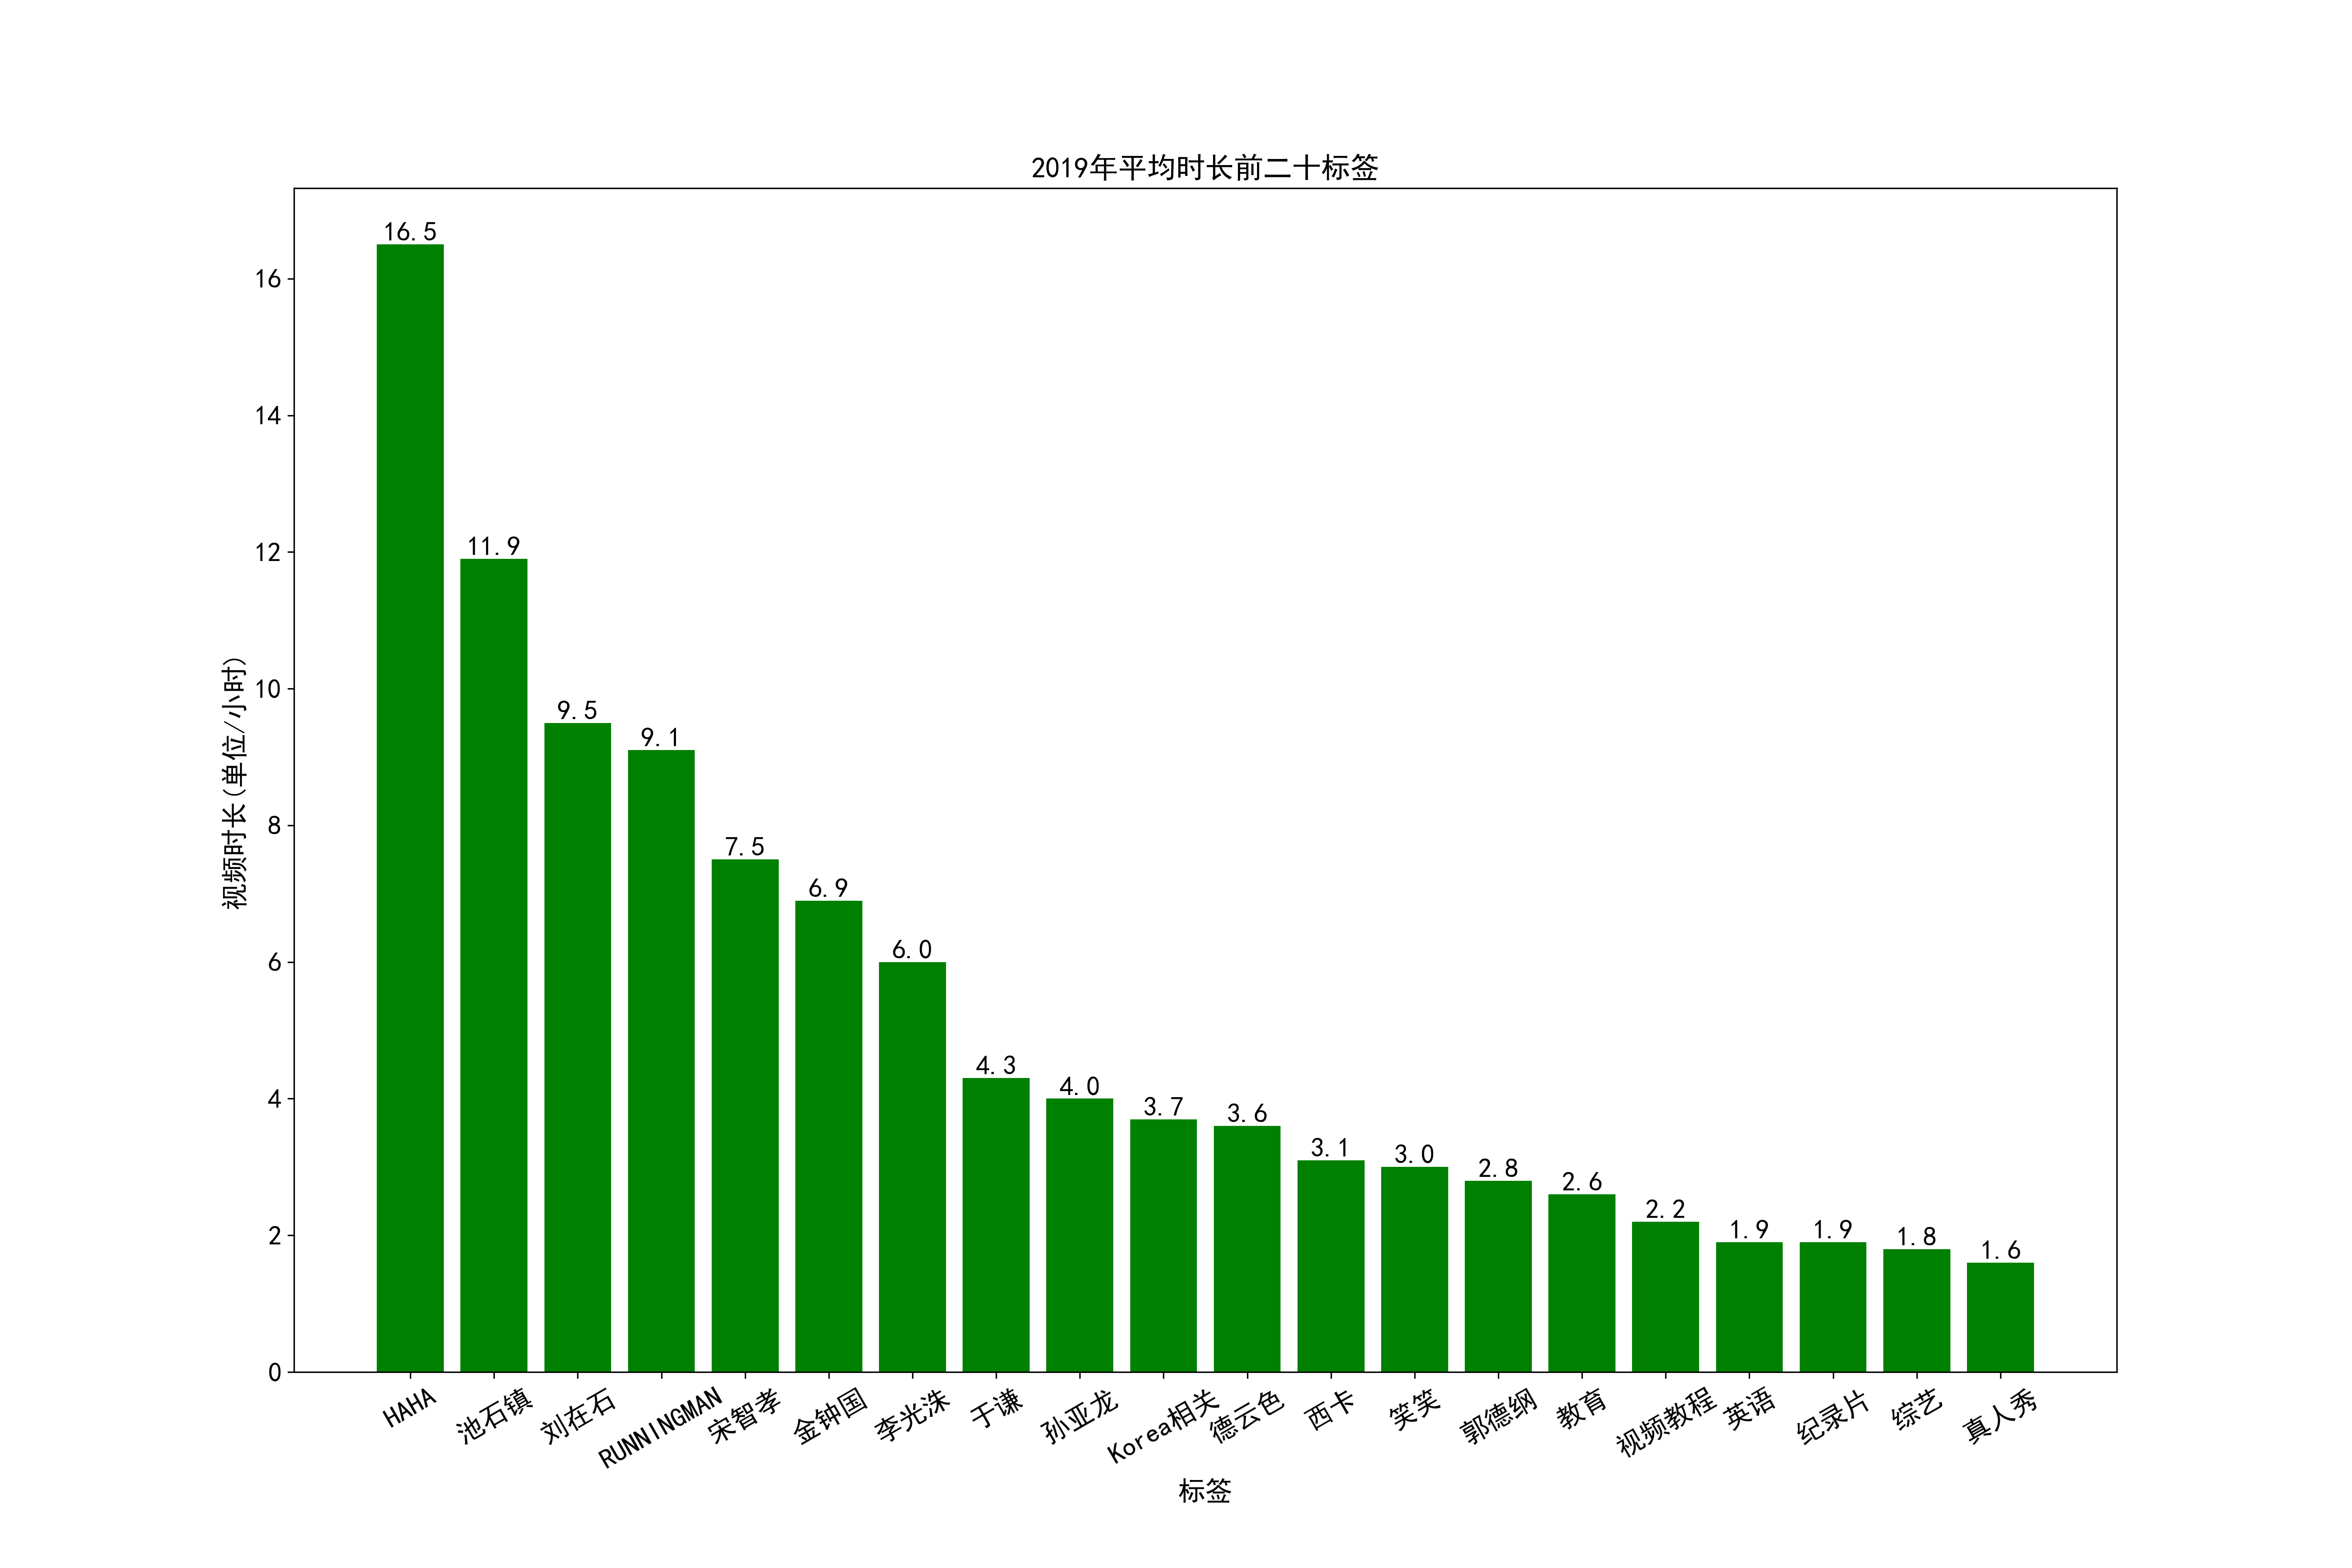 2019年平均时长前二十标签
视频时长(单位/小时)
16
14
12
10
8
6
4
2
0
16.5
11.9
9.5
9.1
7.5
6.9
6.0
4.3
4.0
3.7
3.6
3.1
3.0
2.8
2.6
2.2
1.9
1.9
1.8
1.6
HAHA
池石镇
刘在石
RUNNINGMAN
宋智孝
金钟国
李光洙
于谦
孙亚龙
Korea相关
德云色
西卡
笑笑
郭德纲
教育
视频教程
英语
纪录片
综艺
真人秀
标签